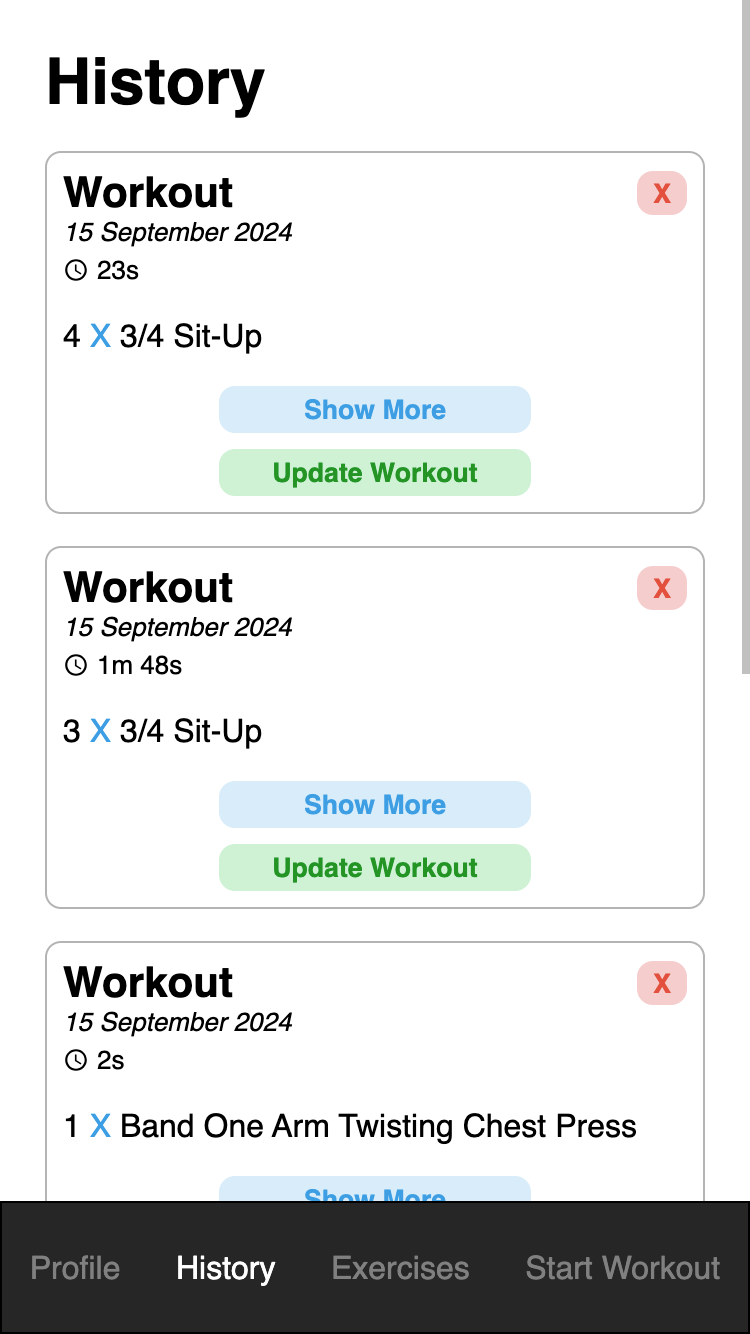 History
Workout
X
15 September 2024
23s
4 X 3/4 Sit-Up
Show More
Update Workout
Workout
X
15 September 2024
1m 48s
3 X 3/4 Sit-Up
Show More
Update Workout
Workout
X
15 September 2024
2s
1 X Band One Arm Twisting Chest Press
Show More
Profile History Exercises Start Workout